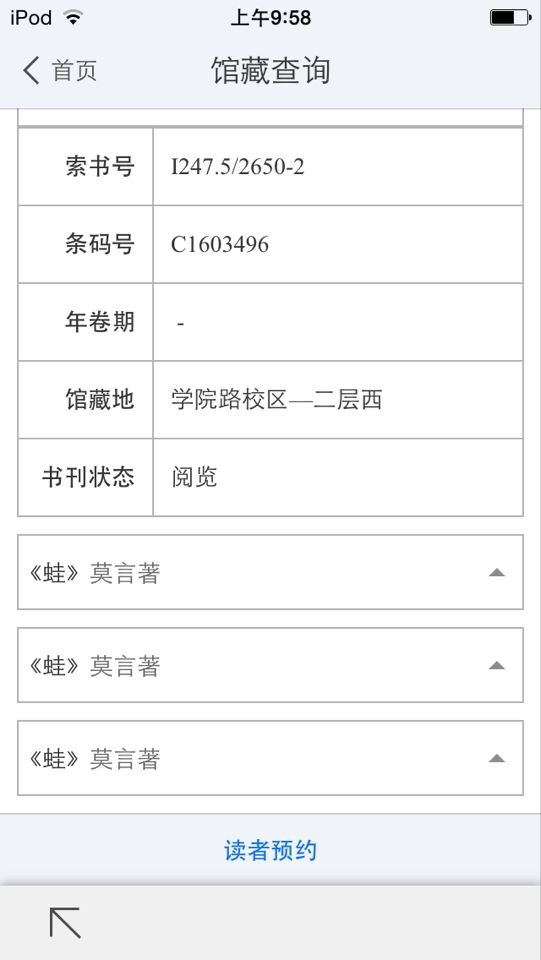 iPod 上午9:58
首页 馆藏查询
索书号 I247.5/2650-2
条码号 C1603496
年卷期 -
馆藏地 学院路校区—二层西
书刊状态 阅览
《蛙》 莫言著
《蛙》 莫言著
《蛙》 莫言著
读者预约